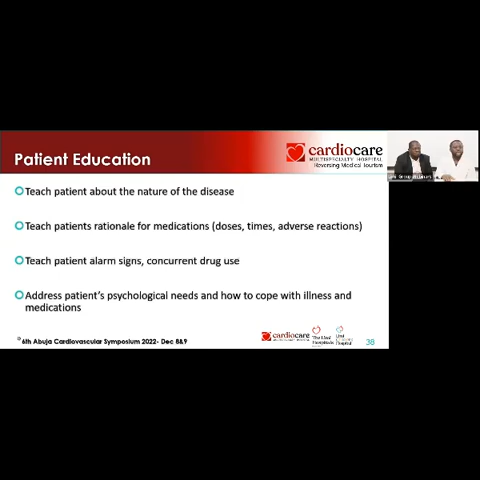 cardiocare
MULTISPECIALTY HOSPITAL
Reversing Medical Tourism
Patient Education
Teach patient about the nature of the disease
Teach patients rationale for medications (doses, times, adverse reactions)
Teach patient alarm signs, concurrent drug use
Address patient's psychological needs and how to cope with illness and
medications
6th Abuja Cardiovascular Symposium 2022- Dec 8&9
cardiocare
Hospital
38